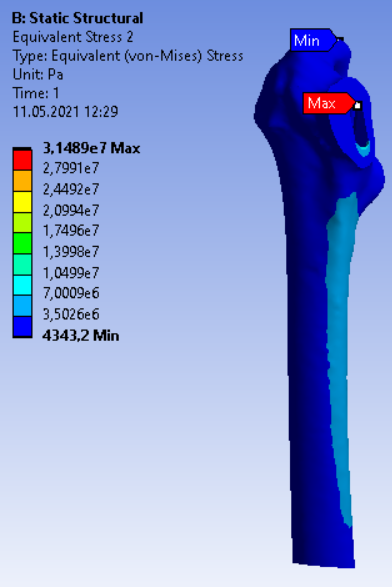 B: Static Structural
Equivalent Stress 2
Type: Equivalent (von-Mises) Stress
Unit: Pa
Time: 1
11.05.2021 12:29
3,1489e7 Max
2,7991e7
2,4492e7
2,0994e7
1,7496e7
1,3998e7
1,0499e7
7,0009e6
3,5026e6
4343,2 Min
Min
Max